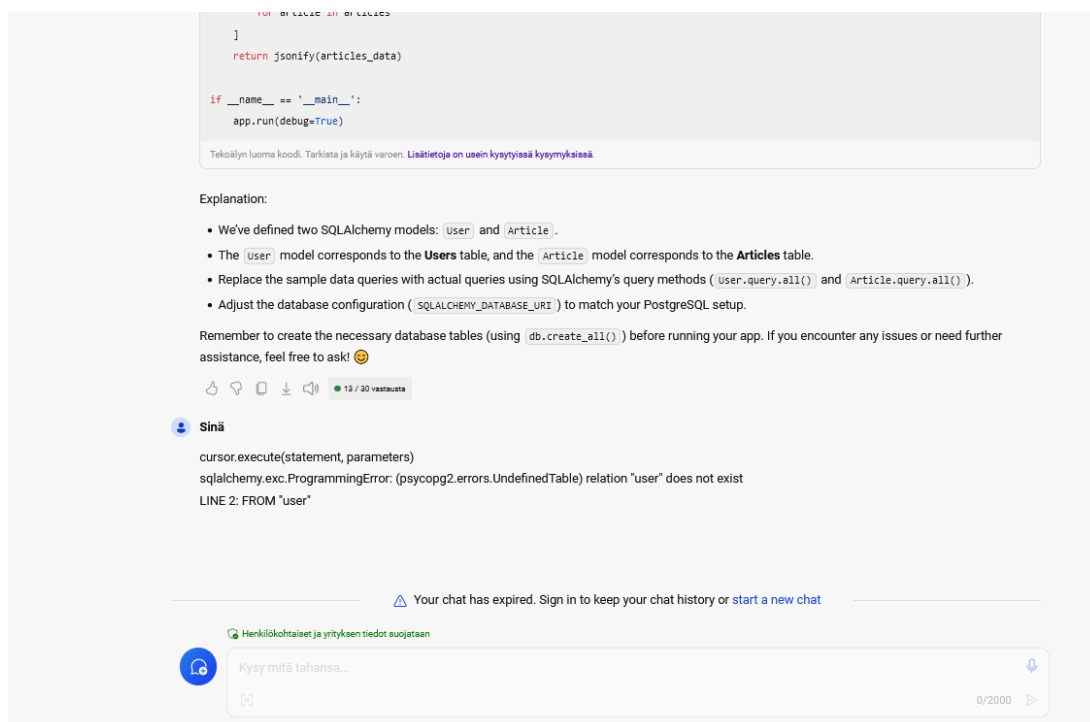 for article in articles
]
return jsonify(articles_data)
if __name__ == '__main__':
app.run(debug=True)
Tekoälyn luoma koodi. Tarkista ja käytä varoen. Lisätietoja on usein kysytyissä kysymyksissä.
Explanation:
• We've defined two SQLAlchemy models: User and Article.
• The User model corresponds to the Users table, and the Article model corresponds to the Articles table.
• Replace the sample data queries with actual queries using SQLAlchemy's query methods (User.query.all() and Article.query.all()).
• Adjust the database configuration (SQLALCHEMY_DATABASE_URI) to match your PostgreSQL setup.
Remember to create the necessary database tables (using db.create_all()) before running your app. If you encounter any issues or need further
assistance, feel free to ask! 😊
13 / 30 vastausta
Sinä
cursor.execute(statement, parameters)
sqlalchemy.exc.ProgrammingError: (psycopg2.errors.UndefinedTable) relation "user" does not exist
LINE 2: FROM "user"
Your chat has expired. Sign in to keep your chat history or start a new chat
Henkilökohtaiset ja yrityksen tiedot suojataan
Kysy mitä tahansa...
0/2000